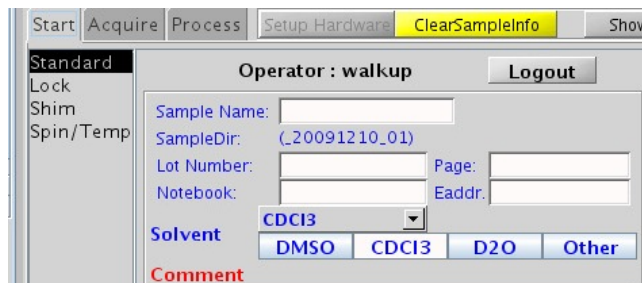 Start Acquire Process Setup Hardware ClearSampleInfo Show
Standard
Lock
Shim
Spin/Temp
Operator : walkup Logout
Sample Name:
SampleDir: (_20091210_01)
Lot Number: Page:
Notebook: Eaddr.
CDCl3
Solvent
DMSO CDCl3 D2O Other
Comment